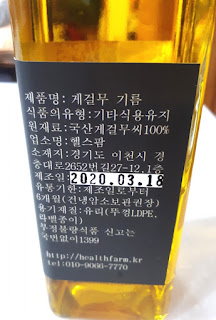 제품명: 게걸무 기름
식품의유형:기타식용유지
원재료:국산게걸무씨100%
업소명:헬스팜
소재지:경기도 이천시 경
충대로2652번길27-12.1층
제조일:2020.03.18
유통기한:제조일로부터
6개월(건냉암소보관권장)
용기재질:유리(뚜껑LDPE,
라벨종이)
부정불량식품 신고는
국번없이1399
http://healthfarm.kr
tel:010-9066-7770